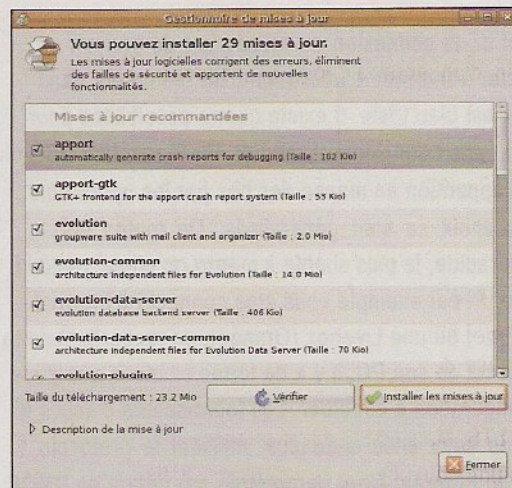 Gestionnaire de mises à jour
Vous pouvez installer 29 mises à jour.
Les mises à jour logicielles corrigent des erreurs, éliminent
des failles de sécurité et apportent de nouvelles
fonctionnalités.
Mises à jour recommandées
apport
automatically generate crash reports for debugging (Taille : 102 Kio)
apport-gtk
GTK+ frontend for the apport crash report system (Taille : 55 Kio)
evolution
groupware suite with mail client and organizer (Taille : 2.0 Mio)
evolution-common
architecture independent files for Evolution (Taille : 14.0 Mio)
evolution-data-server
evolution database backend server (Taille : 406 Kio)
evolution-data-server-common
architecture independent files for Evolution Data Server (Taille : 70 Kio)
evolution-plugins
Taille du téléchargement : 23.2 Mio
Vérifier
Installer les mises à jour
Description de la mise à jour
Fermer